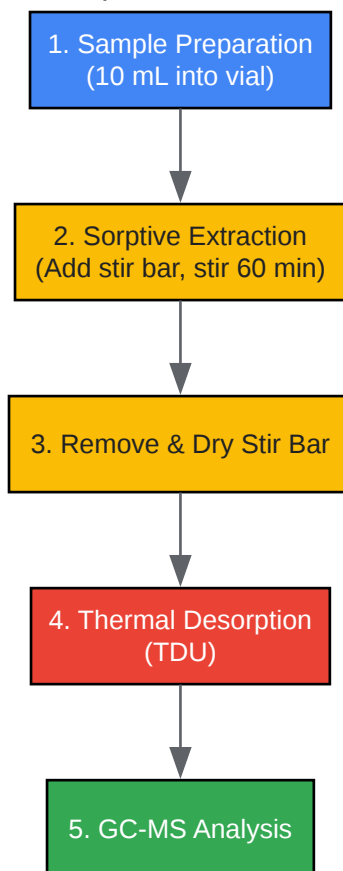 1. Sample Preparation
(10 mL into vial)
2. Sorptive Extraction
(Add stir bar, stir 60 min)
3. Remove & Dry Stir Bar
4. Thermal Desorption
(TDU)
5. GC-MS Analysis